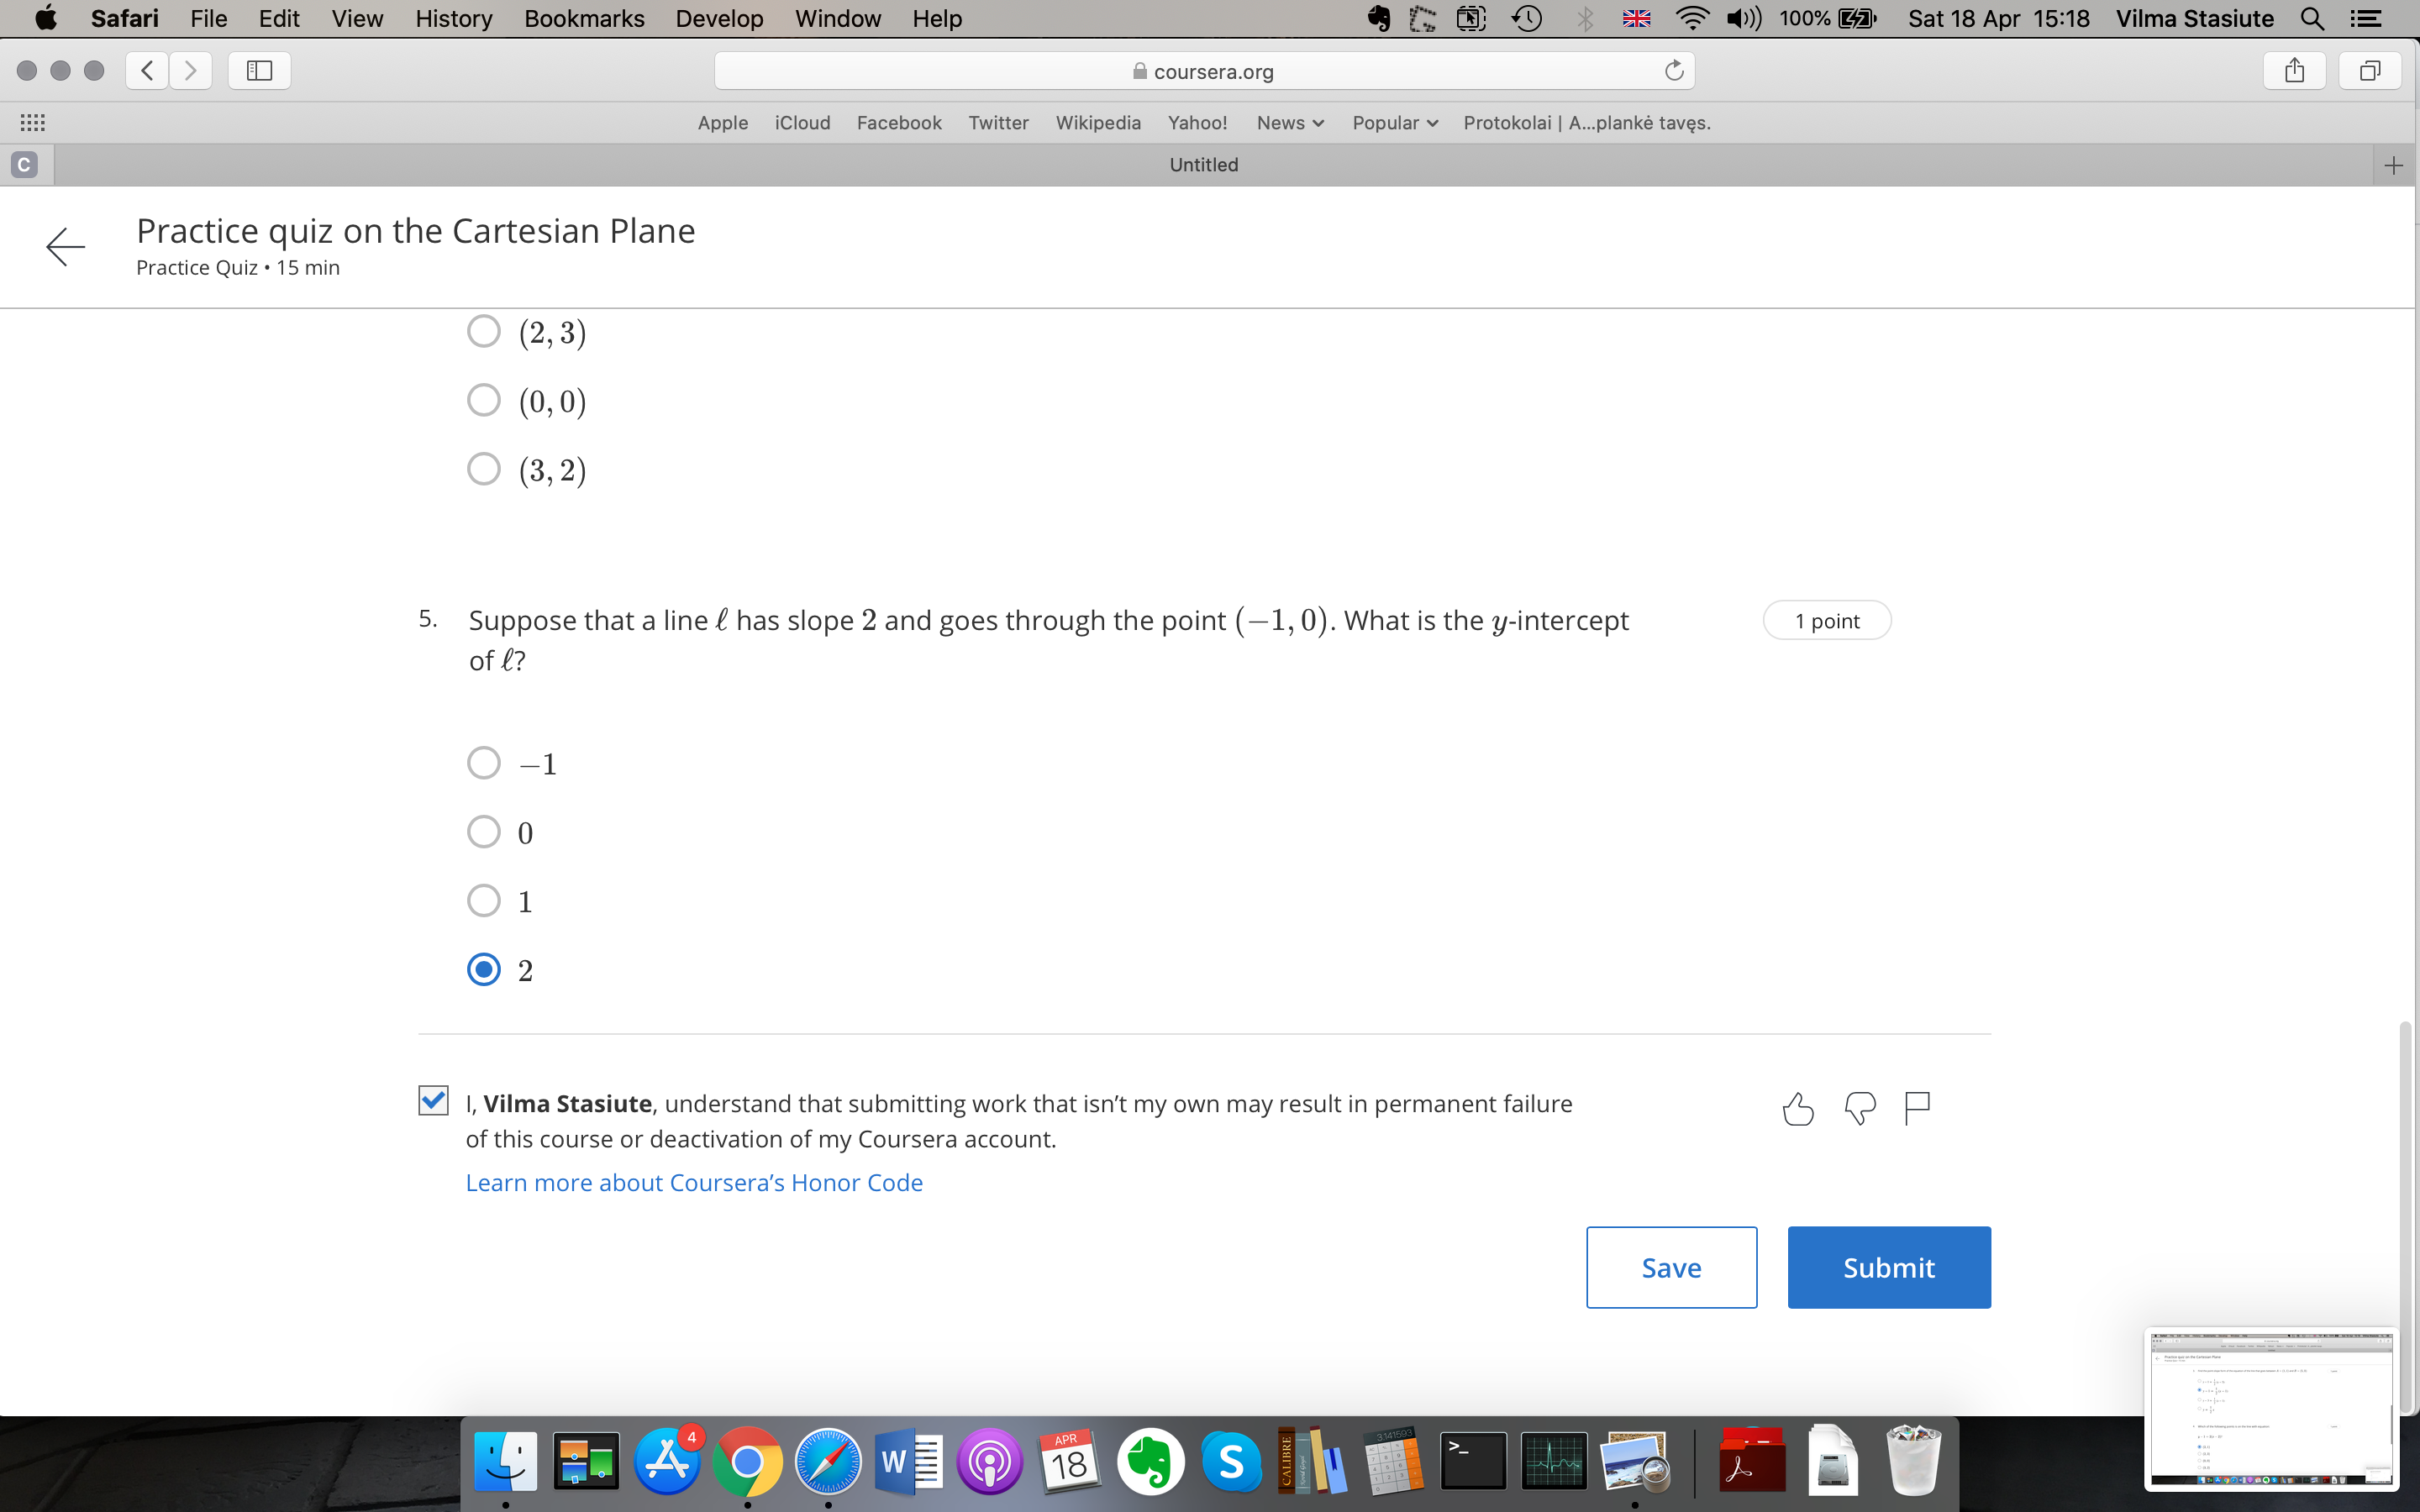 Safari File Edit View History Bookmarks Develop Window Help 100% Sat 18 Apr 15:18 Vilma Stasiute
coursera.org
Apple iCloud Facebook Twitter Wikipedia Yahoo! News Popular Protokolai | A...plankė tavęs.
C Untitled
Practice quiz on the Cartesian Plane
Practice Quiz • 15 min
(2, 3)
(0, 0)
(3, 2)
5. Suppose that a line ℓ has slope 2 and goes through the point (−1, 0). What is the y-intercept 1 point
of ℓ?
−1
0
1
2
I, Vilma Stasiute, understand that submitting work that isn't my own may result in permanent failure
of this course or deactivation of my Coursera account.
Learn more about Coursera's Honor Code
Save Submit
4
W
APR
18
S
CALIBRE
3.141593
>_